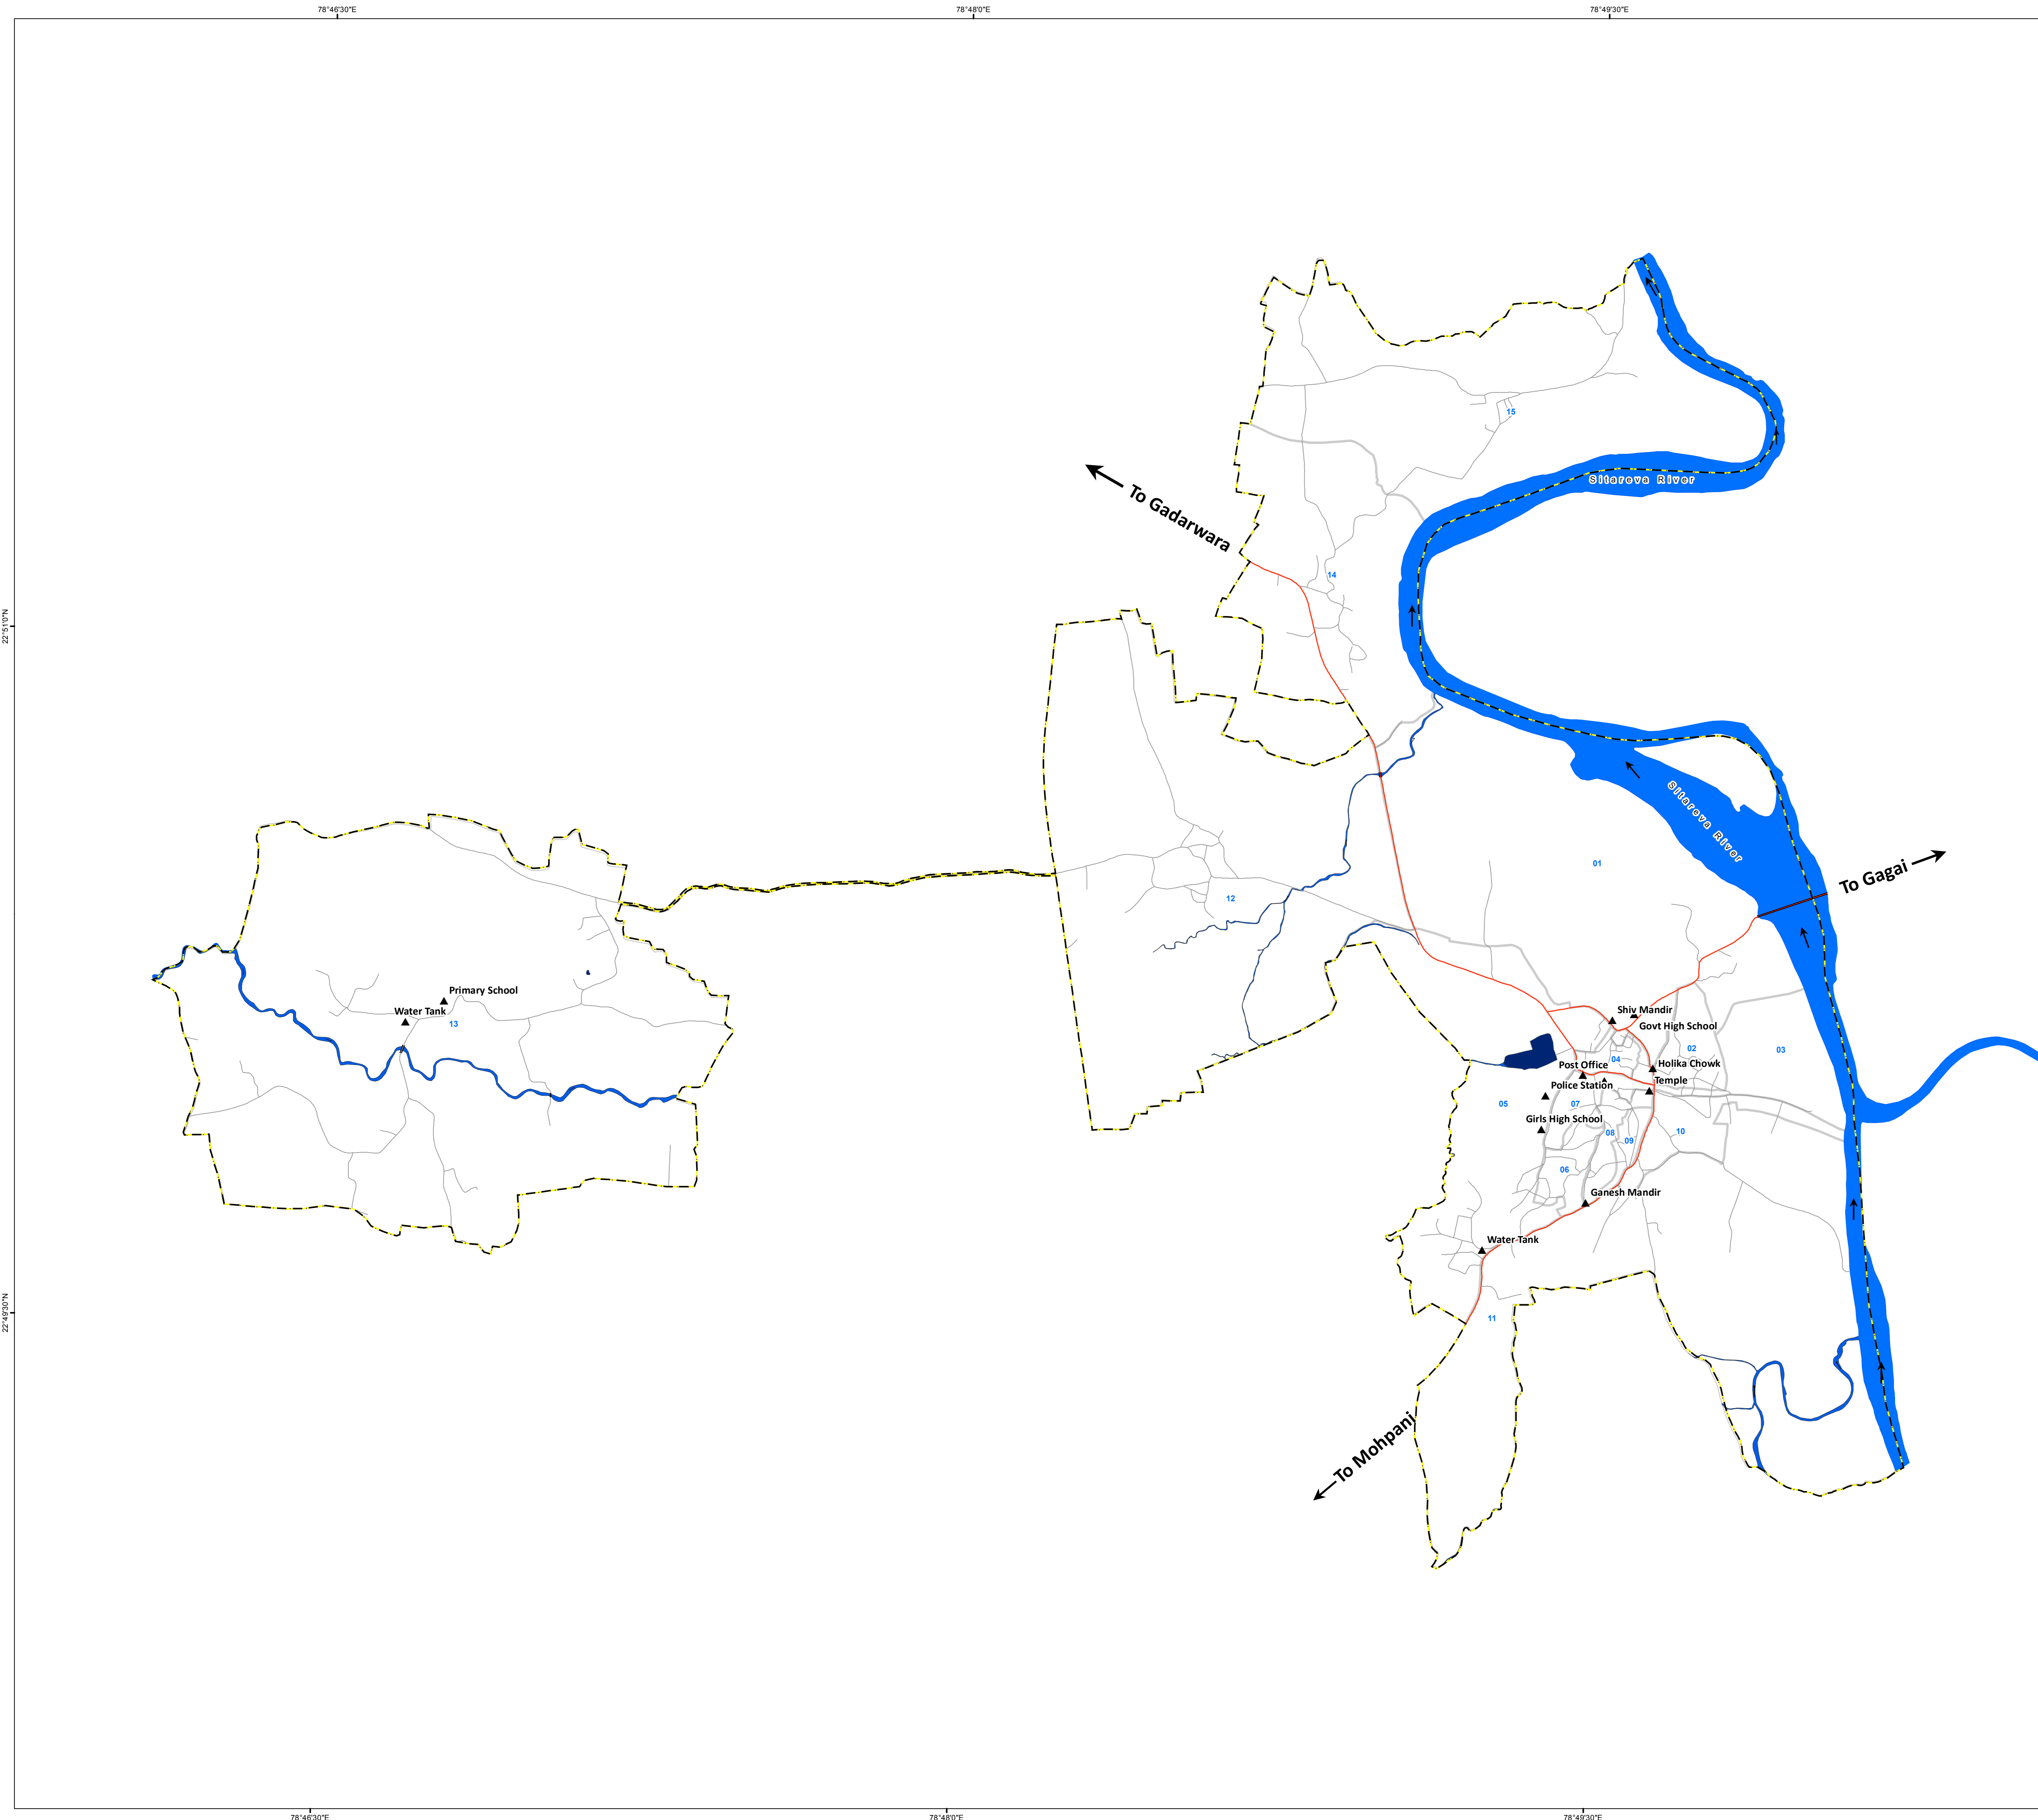 78°46'30"E
78°48'0"E
78°49'30"E
15
Sitareva River
To Gadarwara
14
22°51'0"N
Sitareva River
01
To Gagai
12
Primary School
Water Tank
13
Shiv Mandir
Govt High School
02
03
04
Post Office
Holika Chowk
Police Station
Temple
05
07
Girls High School
08
09
10
06
Ganesh Mandir
Water Tank
22°49'30"N
11
To Mohpani
78°46'30"E
78°48'0"E
78°49'30"E